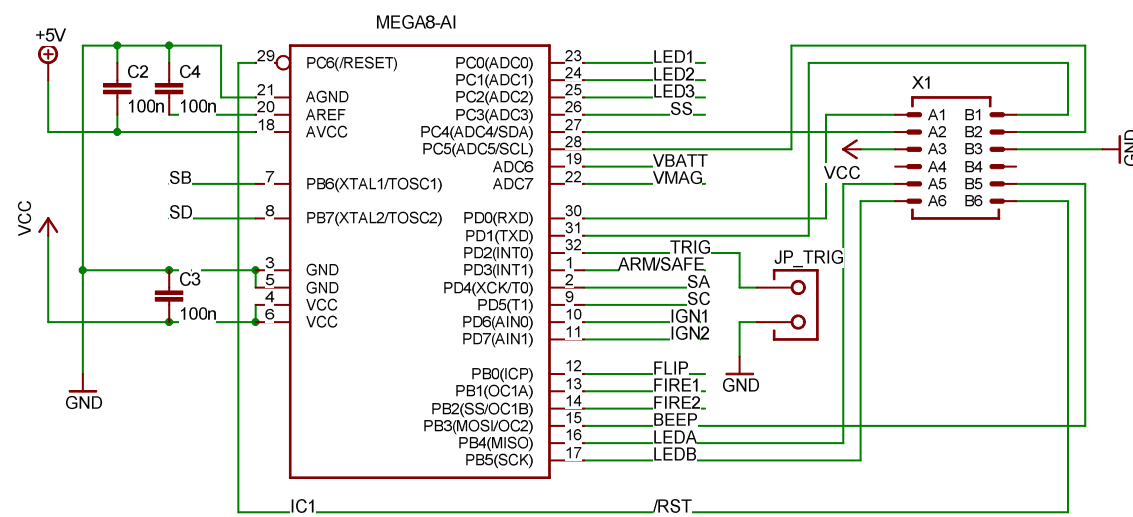 MEGA8-AI
+5V
C2
100n
C4
100n
29
PC6(/RESET)
21
AGND
20
AREF
18
AVCC
SB
7
PB6(XTAL1/TOSC1)
SD
8
PB7(XTAL2/TOSC2)
VCC
3
GND
5
GND
4
VCC
6
VCC
C3
100n
GND
PC0(ADC0) 23 LED1
PC1(ADC1) 24 LED2
PC2(ADC2) 25 LED3
PC3(ADC3) 26 SS
PC4(ADC4/SDA) 27
PC5(ADC5/SCL) 28
ADC6 19 VBATT
ADC7 22 VMAG
PD0(RXD) 30
PD1(TXD) 31
PD2(INT0) 32 TRIG
PD3(INT1) 1 ARM/SAFE
PD4(XCK/T0) 2 SA
PD5(T1) 9 SC
PD6(AIN0) 10 IGN1
PD7(AIN1) 11 IGN2
PB0(ICP) 12 FLIP
PB1(OC1A) 13 FIRE1
PB2(SS/OC1B) 14 FIRE2
PB3(MOSI/OC2) 15 BEEP
PB4(MISO) 16 LEDA
PB5(SCK) 17 LEDB
IC1
/RST
JP_TRIG
GND
X1
A1 B1
A2 B2
A3 B3
A4 B4
A5 B5
A6 B6
VCC
GND